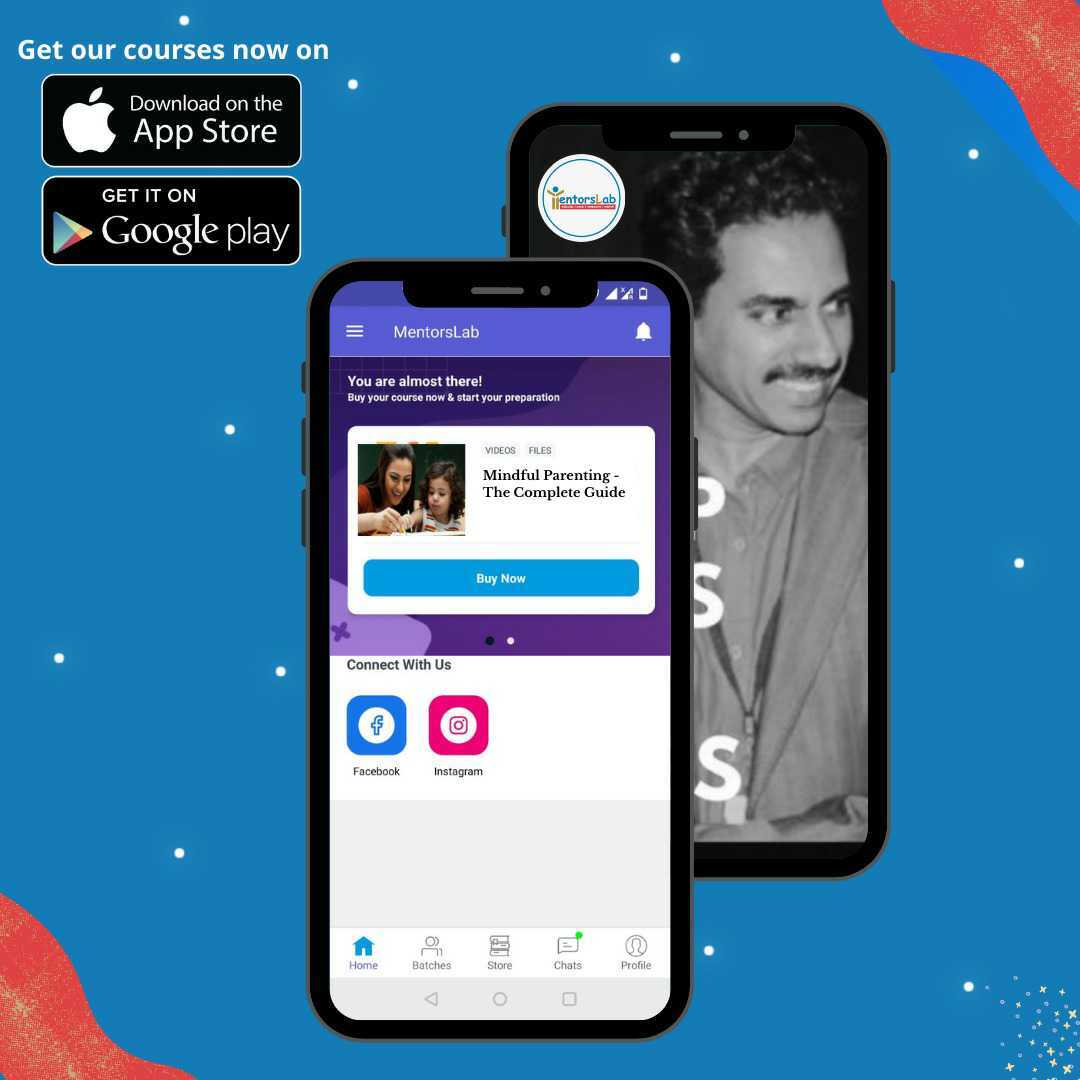 Get our courses now on
Download on the
App Store
GET IT ON
Google play
MentorsLab
MentorsLab
You are almost there!
Buy your course now & start your preparation
VIDEOS FILES
Mindful Parenting -
The Complete Guide
Buy Now
P
S
S
Connect With Us
Facebook Instagram
Home Batches Store Chats Profile